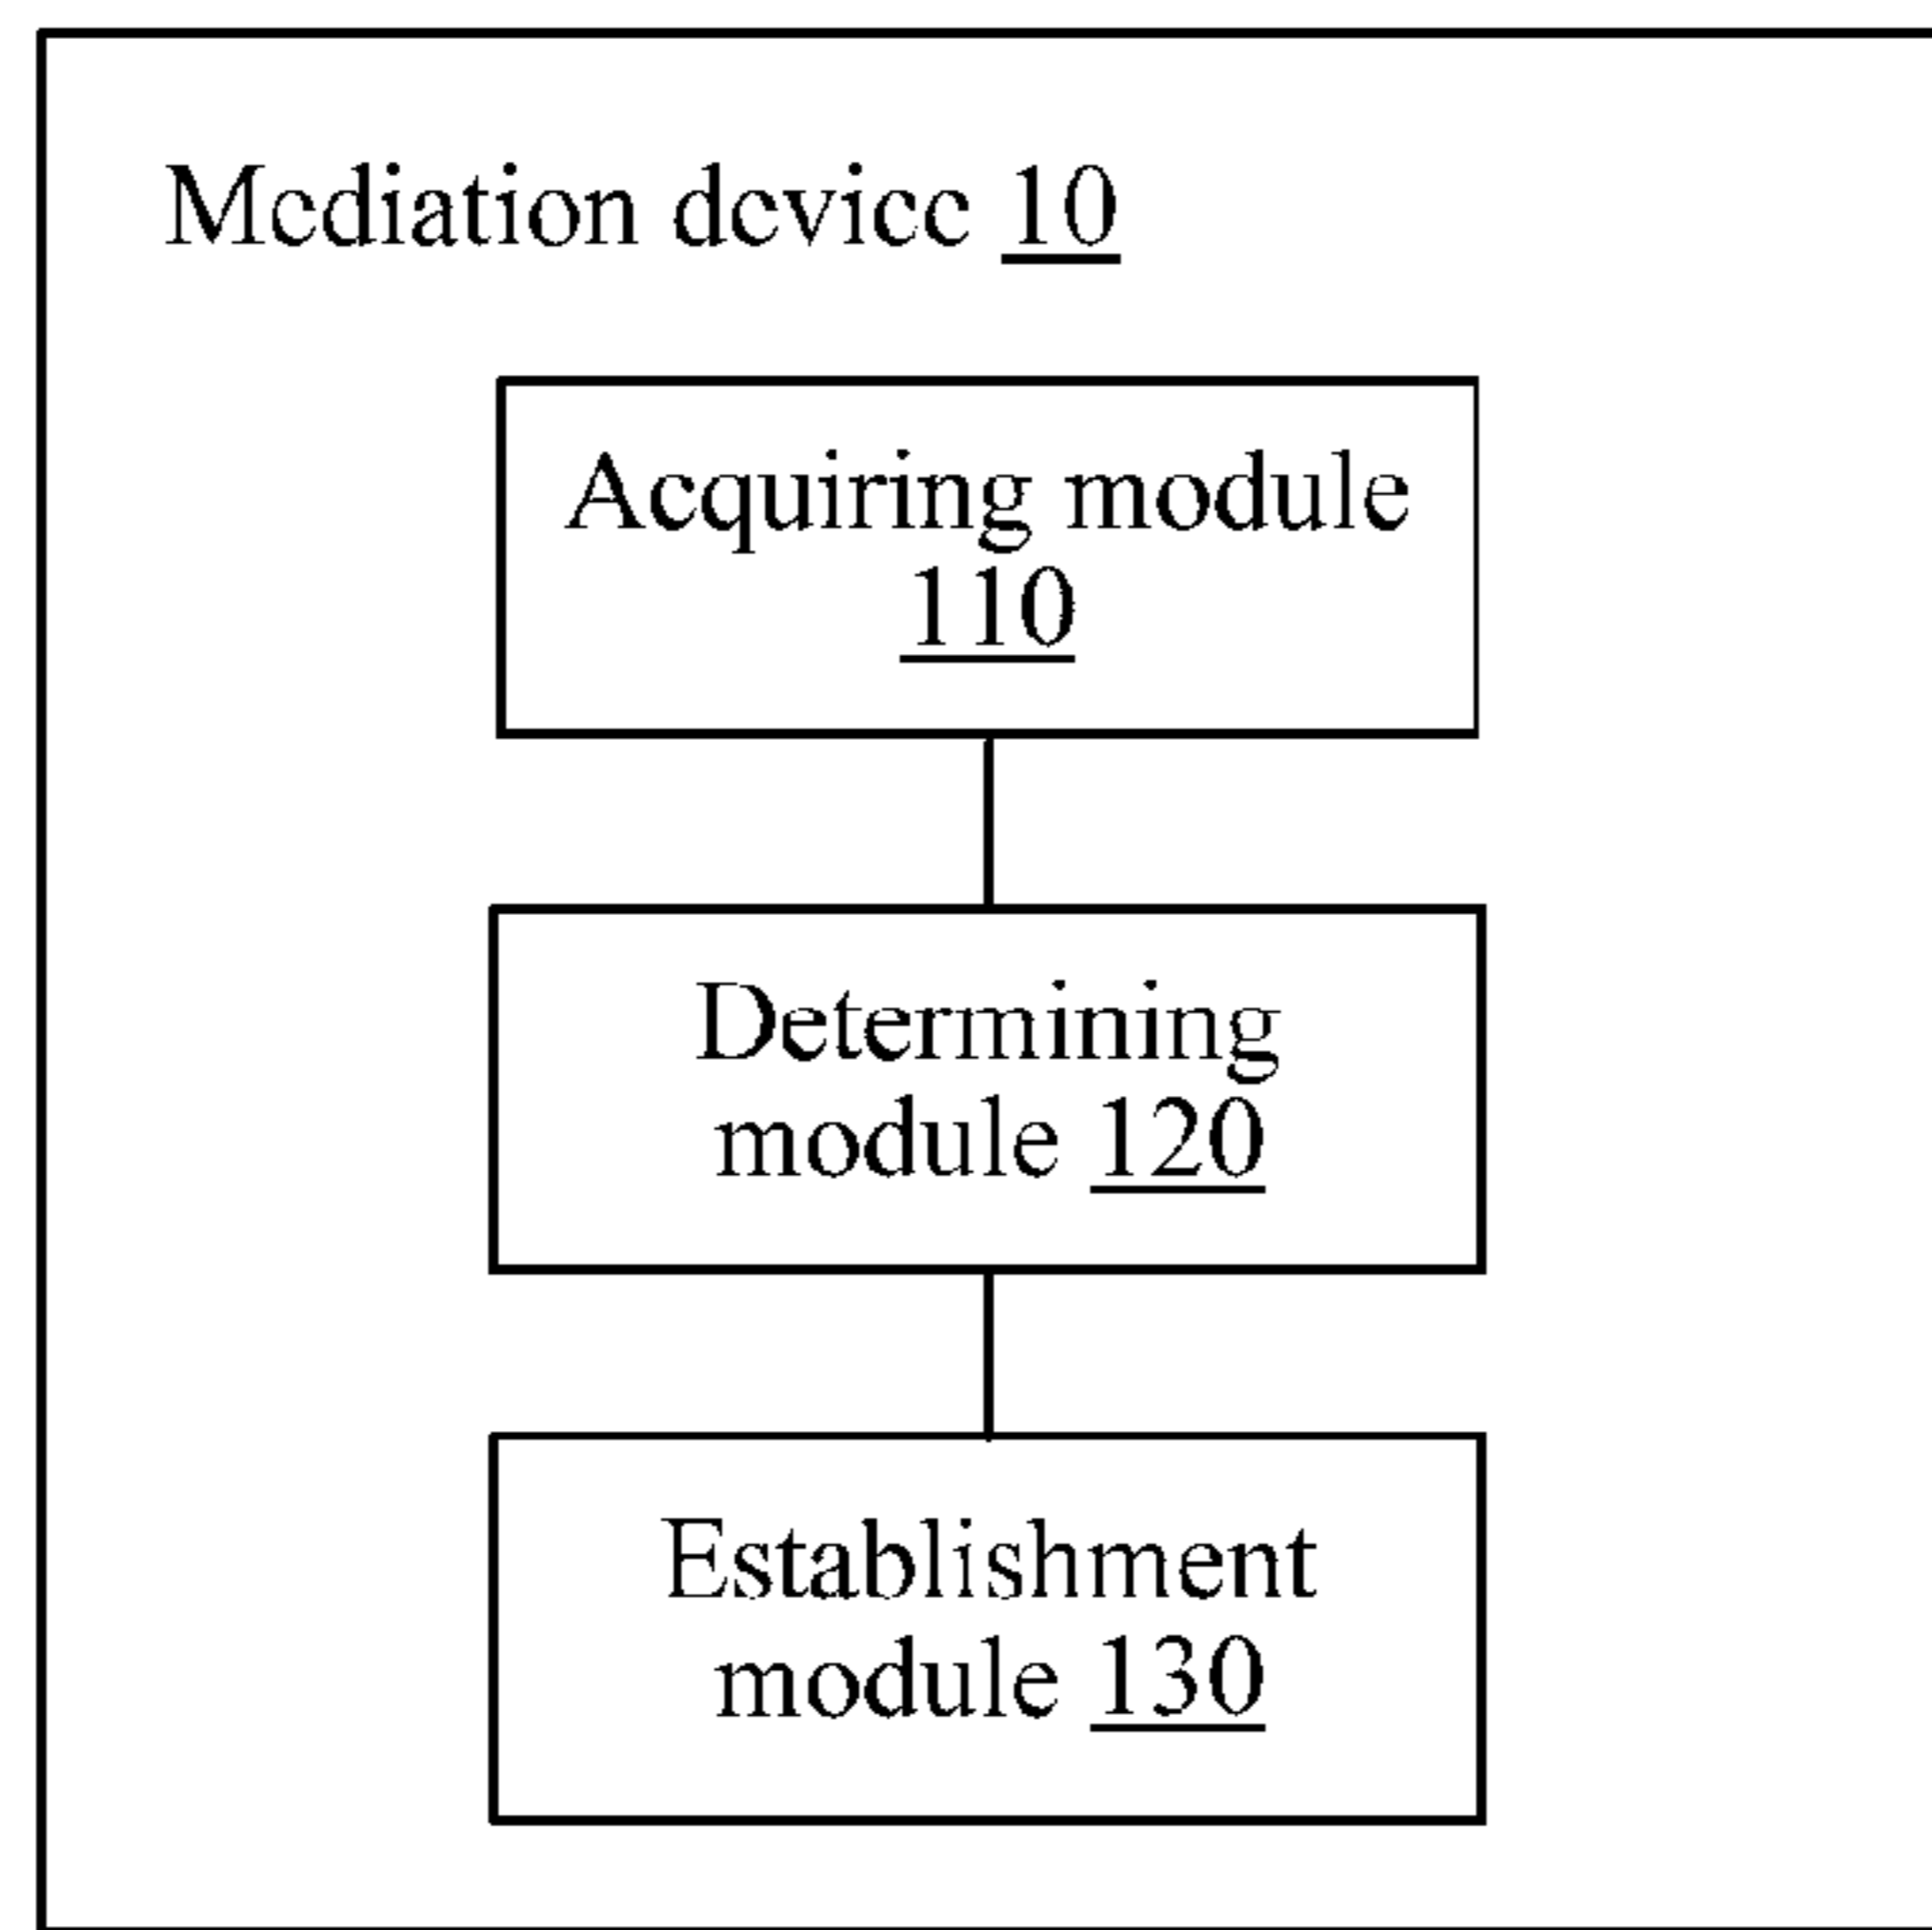 Mediation device 10
Acquiring module
110
Determining
module 120
Establishment
module 130